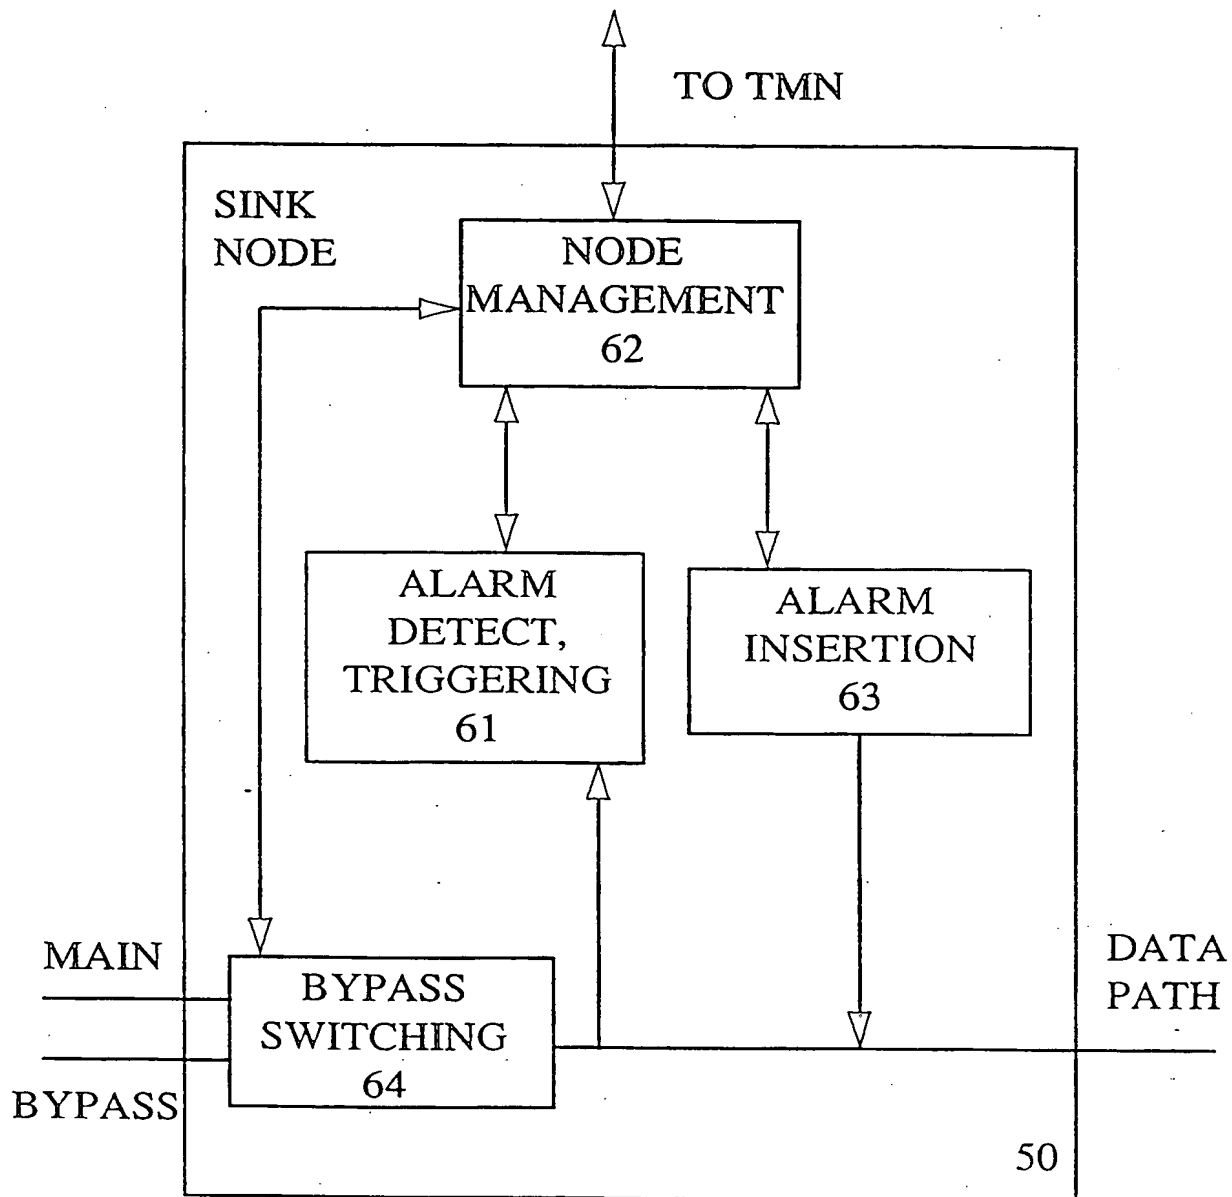 TO TMN
SINK
NODE
NODE
MANAGEMENT
62
ALARM
DETECT,
TRIGGERING
61
ALARM
INSERTION
63
MAIN
BYPASS
SWITCHING
64
BYPASS
DATA
PATH
50